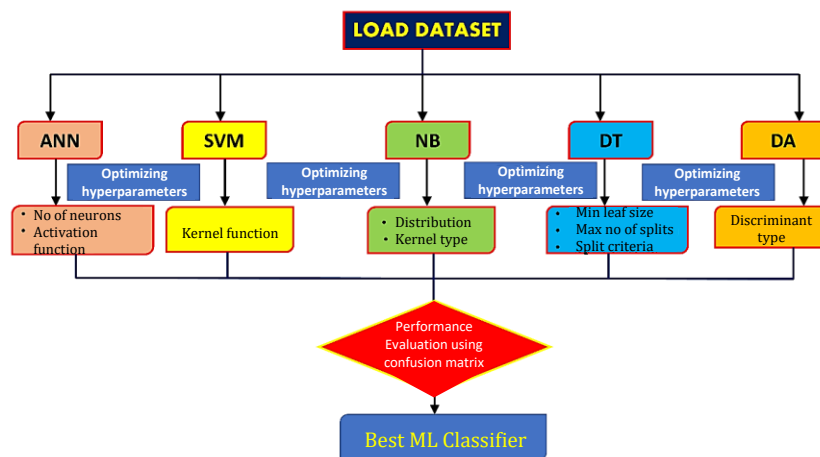 LOAD DATASET
ANN
SVM
NB
DT
DA
Optimizing
hyperparameters
Optimizing
hyperparameters
Optimizing
hyperparameters
Optimizing
hyperparameters
• No of neurons
• Activation
function
Kernel function
• Distribution
• Kernel type
• Min leaf size
• Max no of splits
• Split criteria
Discriminant
type
Performance
Evaluation using
confusion matrix
Best ML Classifier